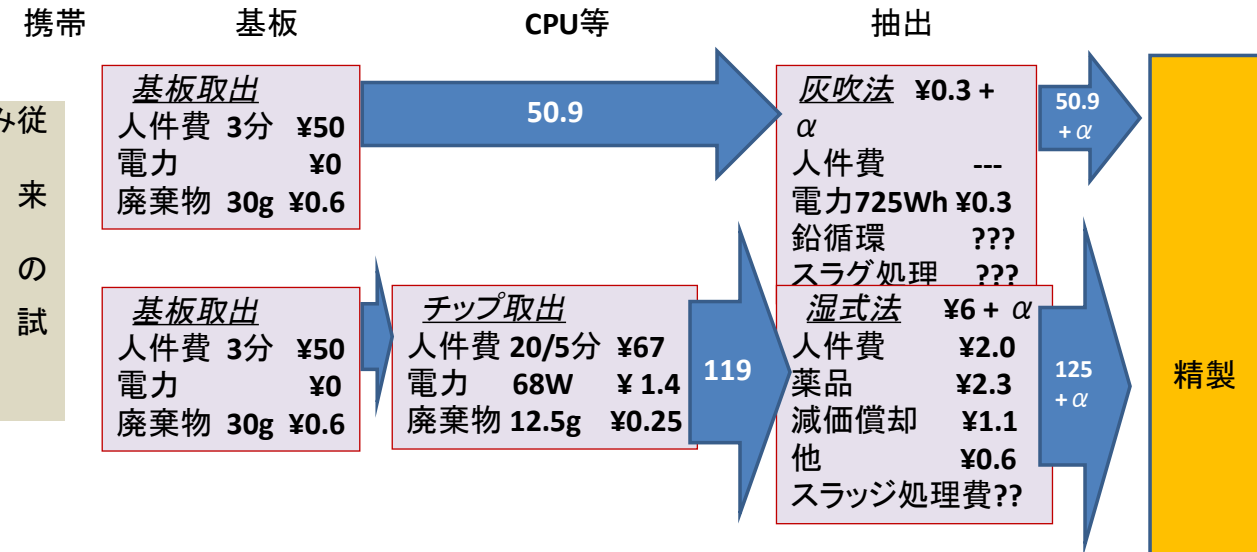 携帯 基板 CPU等 抽出
み従
来
の
試
基板取出
人件費 3分 ¥50
電力 ¥0
廃棄物 30g ¥0.6
50.9
灰吹法 ¥0.3 +
α
人件費 ---
電力725Wh ¥0.3
鉛循環 ???
スラグ処理 ???
50.9
+ α
基板取出
人件費 3分 ¥50
電力 ¥0
廃棄物 30g ¥0.6
チップ取出
人件費 20/5分 ¥67
電力 68W ¥ 1.4
廃棄物 12.5g ¥0.25
119
湿式法 ¥6 + α
人件費 ¥2.0
薬品 ¥2.3
減価償却 ¥1.1
他 ¥0.6
スラッジ処理費??
125
+ α
精製